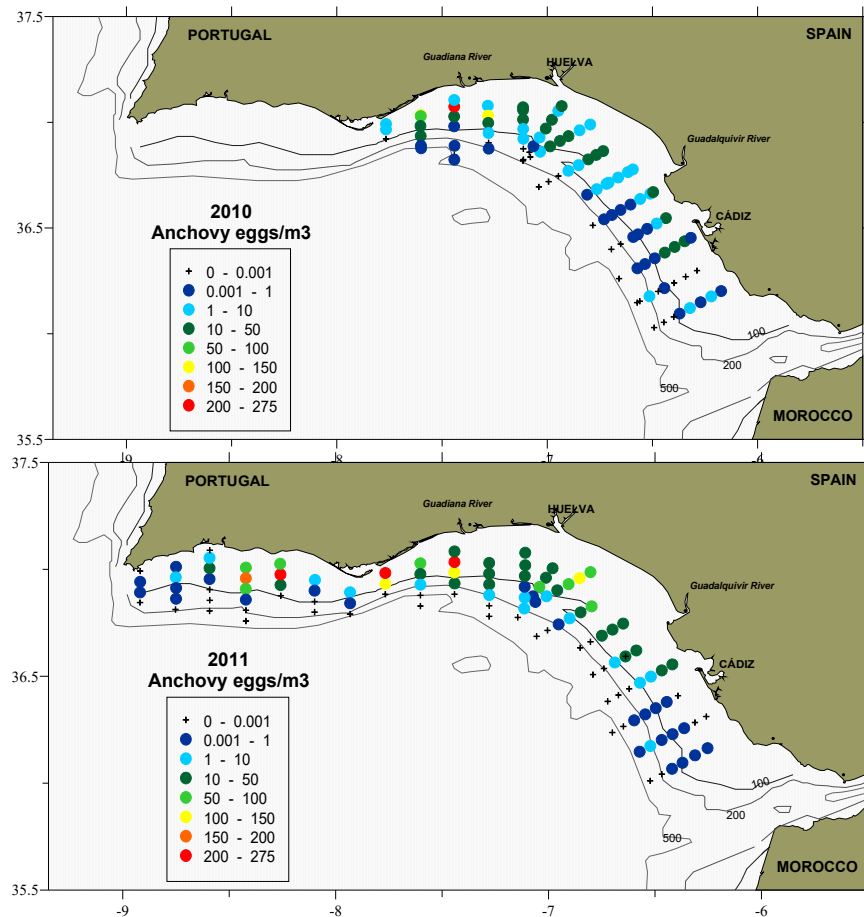 37.5
PORTUGAL
SPAIN
Guadiana River
HUELVA
Guadalquivir River
36.5
CÁDIZ
2010
Anchovy eggs/m3
0 - 0.001
0.001 - 1
1 - 10
10 - 50
50 - 100
100 - 150
150 - 200
200 - 275
100
200
500
MOROCCO
35.5
-9
-8
-7
-6
37.5
PORTUGAL
SPAIN
Guadiana River
HUELVA
Guadalquivir River
36.5
CÁDIZ
2011
Anchovy eggs/m3
0 - 0.001
0.001 - 1
1 - 10
10 - 50
50 - 100
100 - 150
150 - 200
200 - 275
100
200
500
MOROCCO
35.5
-9
-8
-7
-6